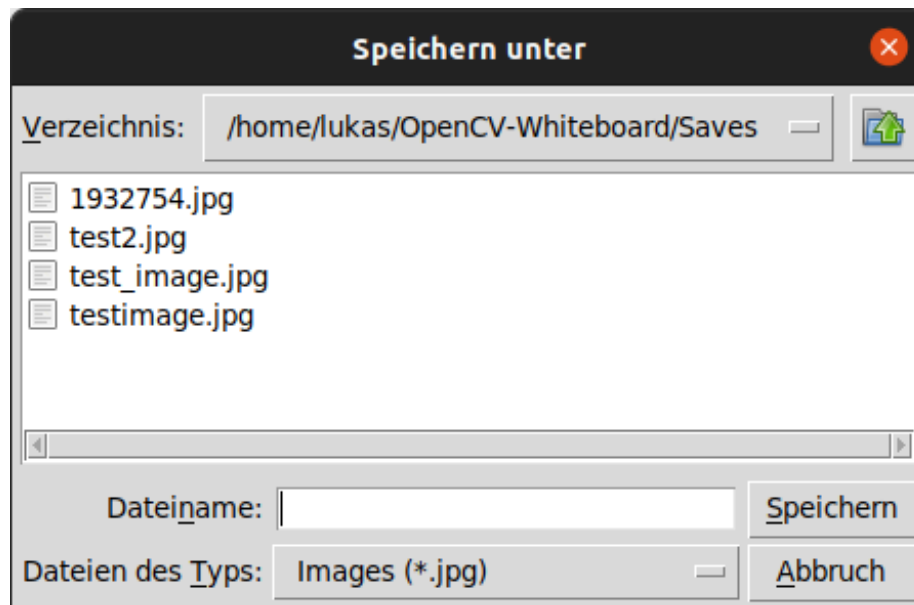 Speichern unter
Verzeichnis: /home/lukas/OpenCV-Whiteboard/Saves
1932754.jpg
test2.jpg
test_image.jpg
testimage.jpg
Dateiname: Speichern
Dateien des Typs: Images (*.jpg) Abbruch